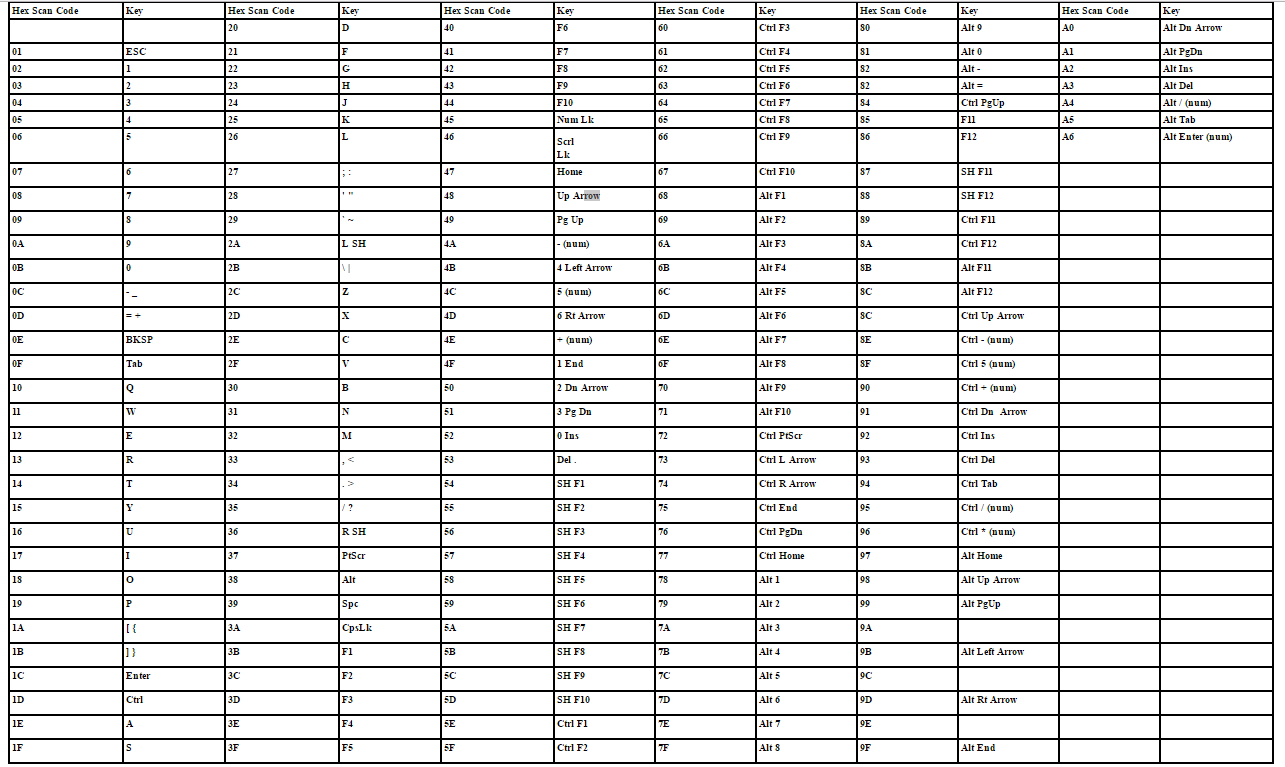 Hex Scan Code Key Hex Scan Code Key Hex Scan Code Key Hex Scan Code Key Hex Scan Code Key Hex Scan Code Key
20 D 40 F6 60 Ctrl F3 80 Alt 9 A0 Alt Dn Arrow
01 ESC 21 F 41 F7 61 Ctrl F4 81 Alt 0 A1 Alt PgDn
02 1 22 G 42 F8 62 Ctrl F5 82 Alt - A2 Alt Ins
03 2 23 H 43 F9 63 Ctrl F6 82 Alt = A3 Alt Del
04 3 24 J 44 F10 64 Ctrl F7 84 Ctrl PgUp A4 Alt / (num)
05 4 25 K 45 Num Lk 65 Ctrl F8 85 F11 A5 Alt Tab
06 5 26 L 46 Scrl 66 Ctrl F9 86 F12 A6 Alt Enter (num)
Lk
07 6 27 ; : 47 Home 67 Ctrl F10 87 SH F11
08 7 28 ' " 48 Up Arrow 68 Alt F1 88 SH F12
09 8 29 ` ~ 49 Pg Up 69 Alt F2 89 Ctrl F11
0A 9 2A L SH 4A - (num) 6A Alt F3 8A Ctrl F12
0B 0 2B \ | 4B 4 Left Arrow 6B Alt F4 8B Alt F11
0C - _ 2C Z 4C 5 (num) 6C Alt F5 8C Alt F12
0D = + 2D X 4D 6 Rt Arrow 6D Alt F6 8C Ctrl Up Arrow
0E BKSP 2E C 4E + (num) 6E Alt F7 8E Ctrl - (num)
0F Tab 2F V 4F 1 End 6F Alt F8 8F Ctrl 5 (num)
10 Q 30 B 50 2 Dn Arrow 70 Alt F9 90 Ctrl + (num)
11 W 31 N 51 3 Pg Dn 71 Alt F10 91 Ctrl Dn Arrow
12 E 32 M 52 0 Ins 72 Ctrl PtScr 92 Ctrl Ins
13 R 33 , < 53 Del . 73 Ctrl L Arrow 93 Ctrl Del
14 T 34 . > 54 SH F1 74 Ctrl R Arrow 94 Ctrl Tab
15 Y 35 / ? 55 SH F2 75 Ctrl End 95 Ctrl / (num)
16 U 36 R SH 56 SH F3 76 Ctrl PgDn 96 Ctrl * (num)
17 I 37 PtScr 57 SH F4 77 Ctrl Home 97 Alt Home
18 O 38 Alt 58 SH F5 78 Alt 1 98 Alt Up Arrow
19 P 39 Spc 59 SH F6 79 Alt 2 99 Alt PgUp
1A [ { 3A CpsLk 5A SH F7 7A Alt 3 9A
1B ] } 3B F1 5B SH F8 7B Alt 4 9B Alt Left Arrow
1C Enter 3C F2 5C SH F9 7C Alt 5 9C
1D Ctrl 3D F3 5D SH F10 7D Alt 6 9D Alt Rt Arrow
1E A 3E F4 5E Ctrl F1 7E Alt 7 9E
1F S 3F F5 5F Ctrl F2 7F Alt 8 9F Alt End